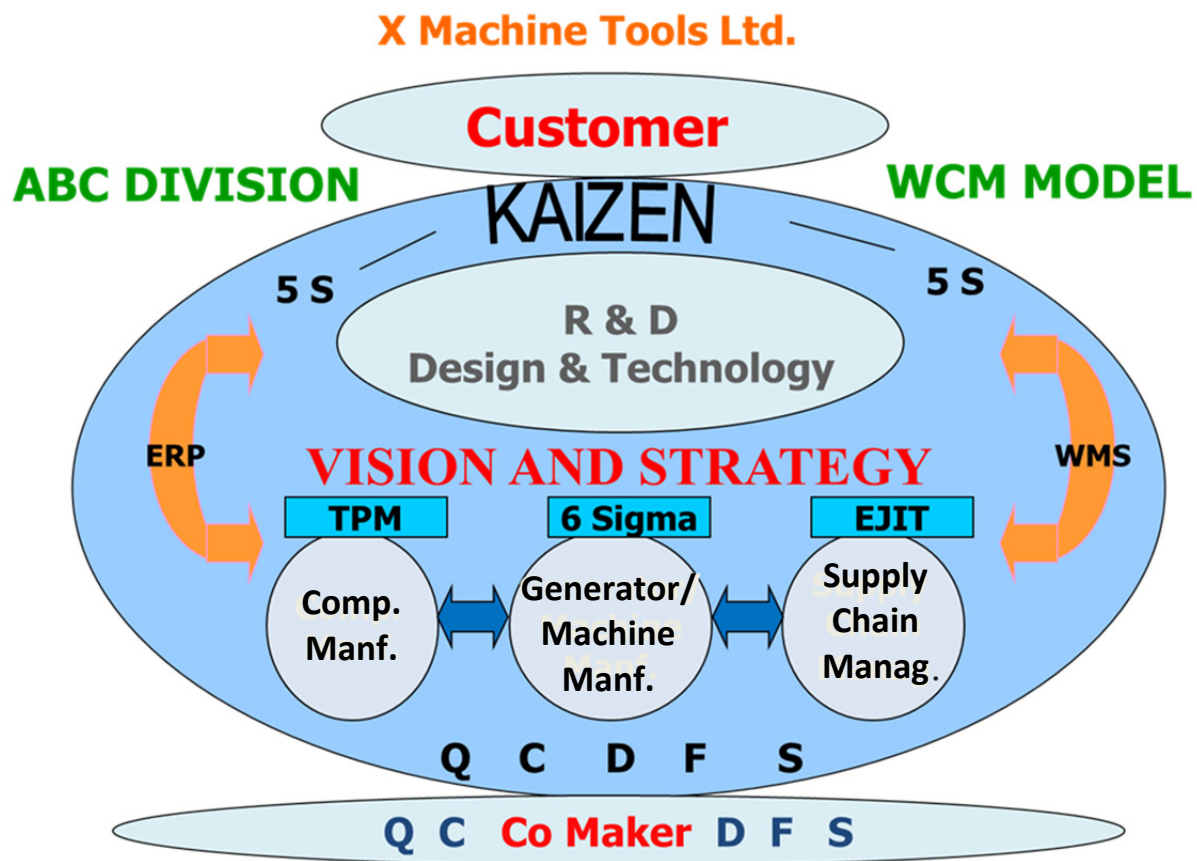 X Machine Tools Ltd.
Customer
ABC DIVISION
WCM MODEL
KAIZEN
5 S
5 S
R & D
Design & Technology
ERP
WMS
VISION AND STRATEGY
TPM
6 Sigma
EJIT
Comp.
Manf.
Generator/
Machine
Manf.
Supply
Chain
Manag.
Q C D F S
Q C Co Maker D F S